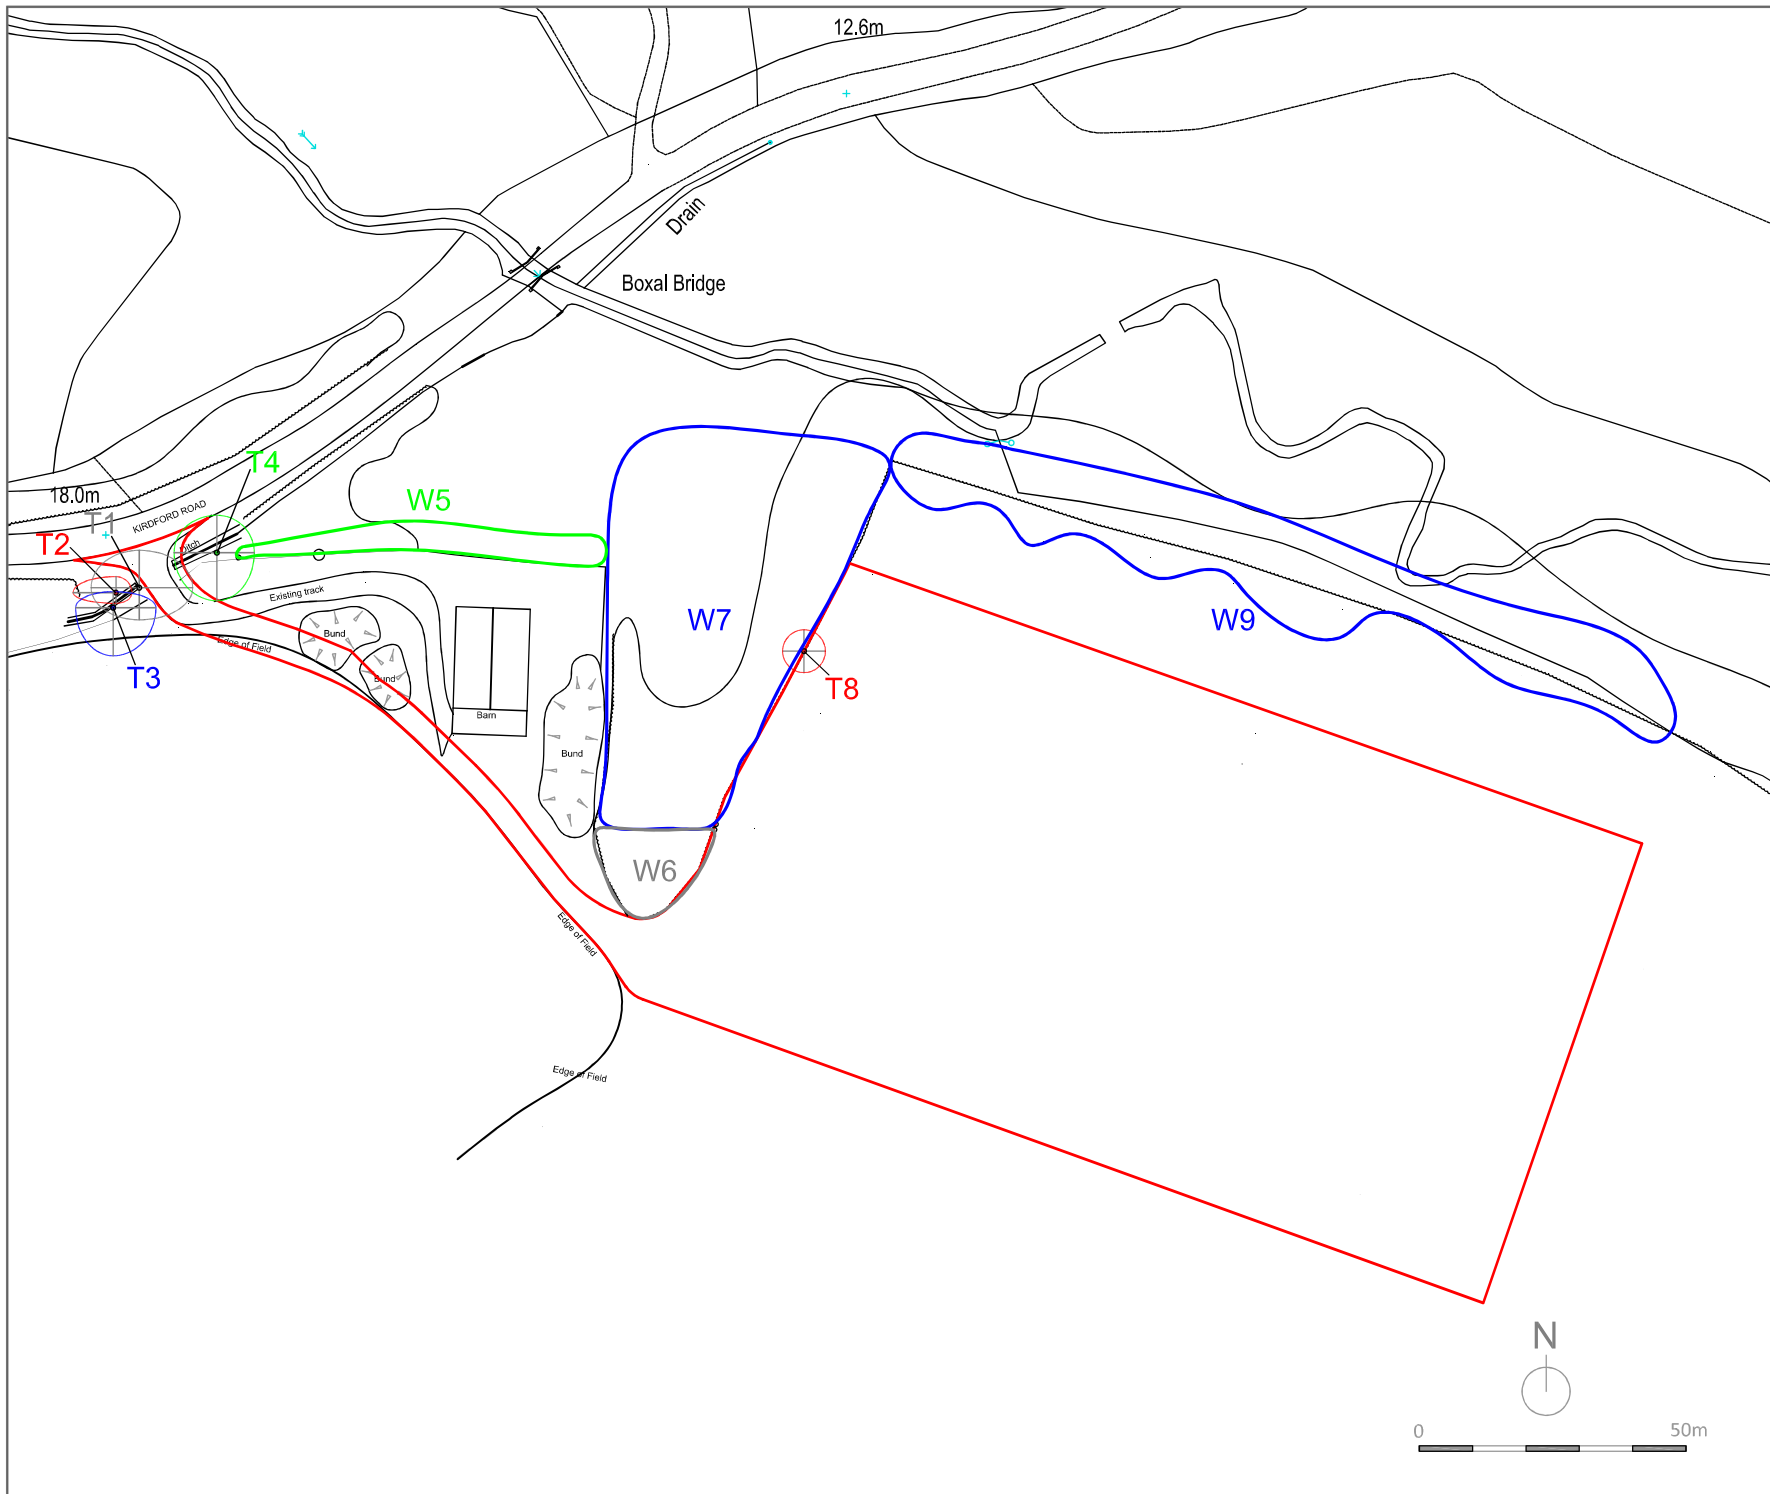 12.6m
Drain
Boxal Bridge
T4
18.0m
W5
KIRDFORD ROAD
T1
T2
Ditch
Existing track
W7
W9
Bund
Edge of Field
T3
Bund
T8
Barn
Bund
W6
Edge of Field
Edge of Field
N
0 50m